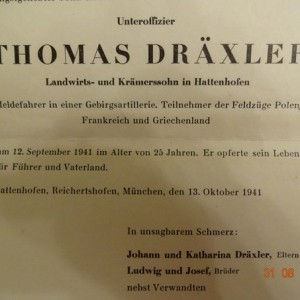 Unteroffizier
THOMAS DRÄXLER
Landwirts- und Krämerssohn in Hattenhofen
Meldefahrer in einer Gebirgsartillerie. Teilnehmer der Feldzüge Polen,
Frankreich und Griechenland
am 12. September 1941 im Alter von 25 Jahren. Er opferte sein Leben
für Führer und Vaterland.
Hattenhofen, Reichertshofen, München, den 13. Oktober 1941
In unsagbarem Schmerz:
Johann und Katharina Dräxler, Eltern
Ludwig und Josef, Brüder
nebst Verwandten
31 08